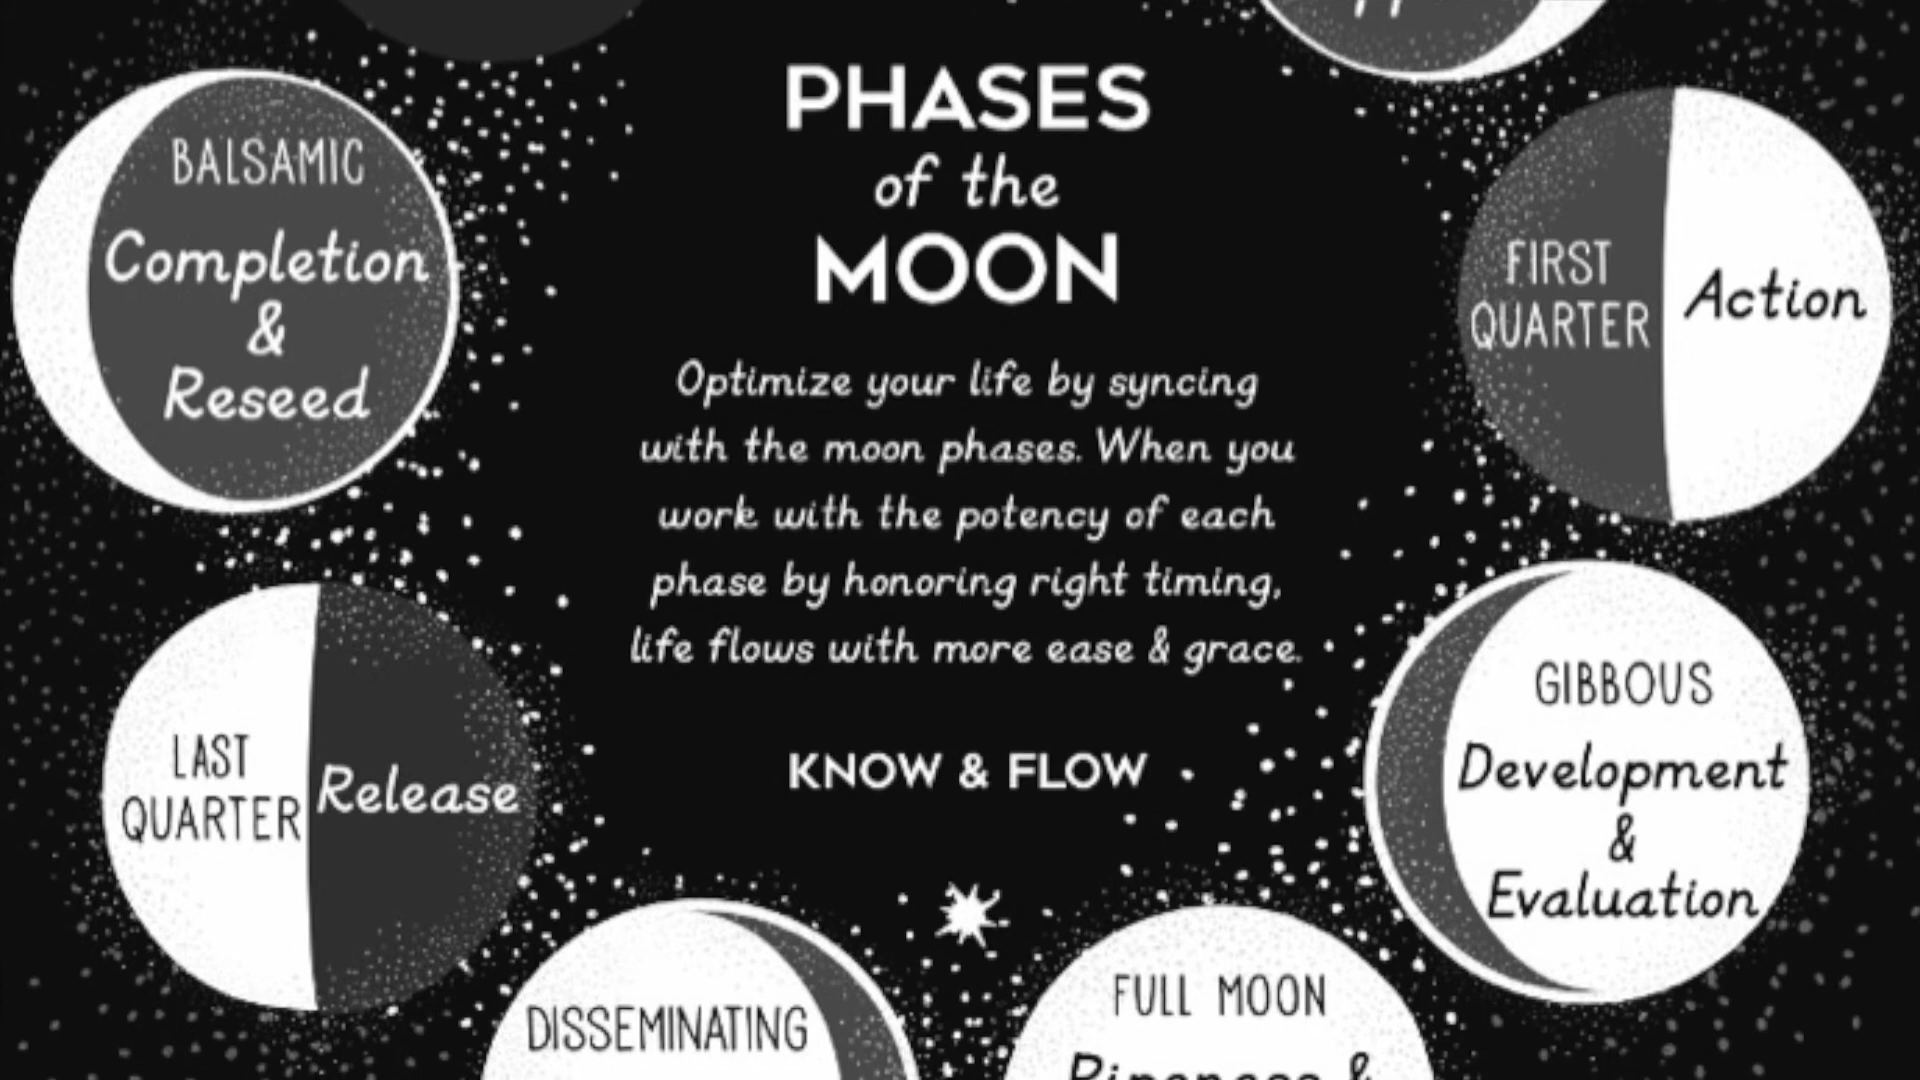 PHASES
of the
MOON
Optimize your life by syncing
with the moon phases. When you
work with the potency of each
phase by honoring right timing,
life flows with more ease & grace.
KNOW & FLOW
BALSAMIC
Completion
&
Reseed
FIRST
QUARTER
Action
LAST
QUARTER
Release
GIBBOUS
Development
&
Evaluation
DISSEMINATING
FULL MOON
Ripeness &